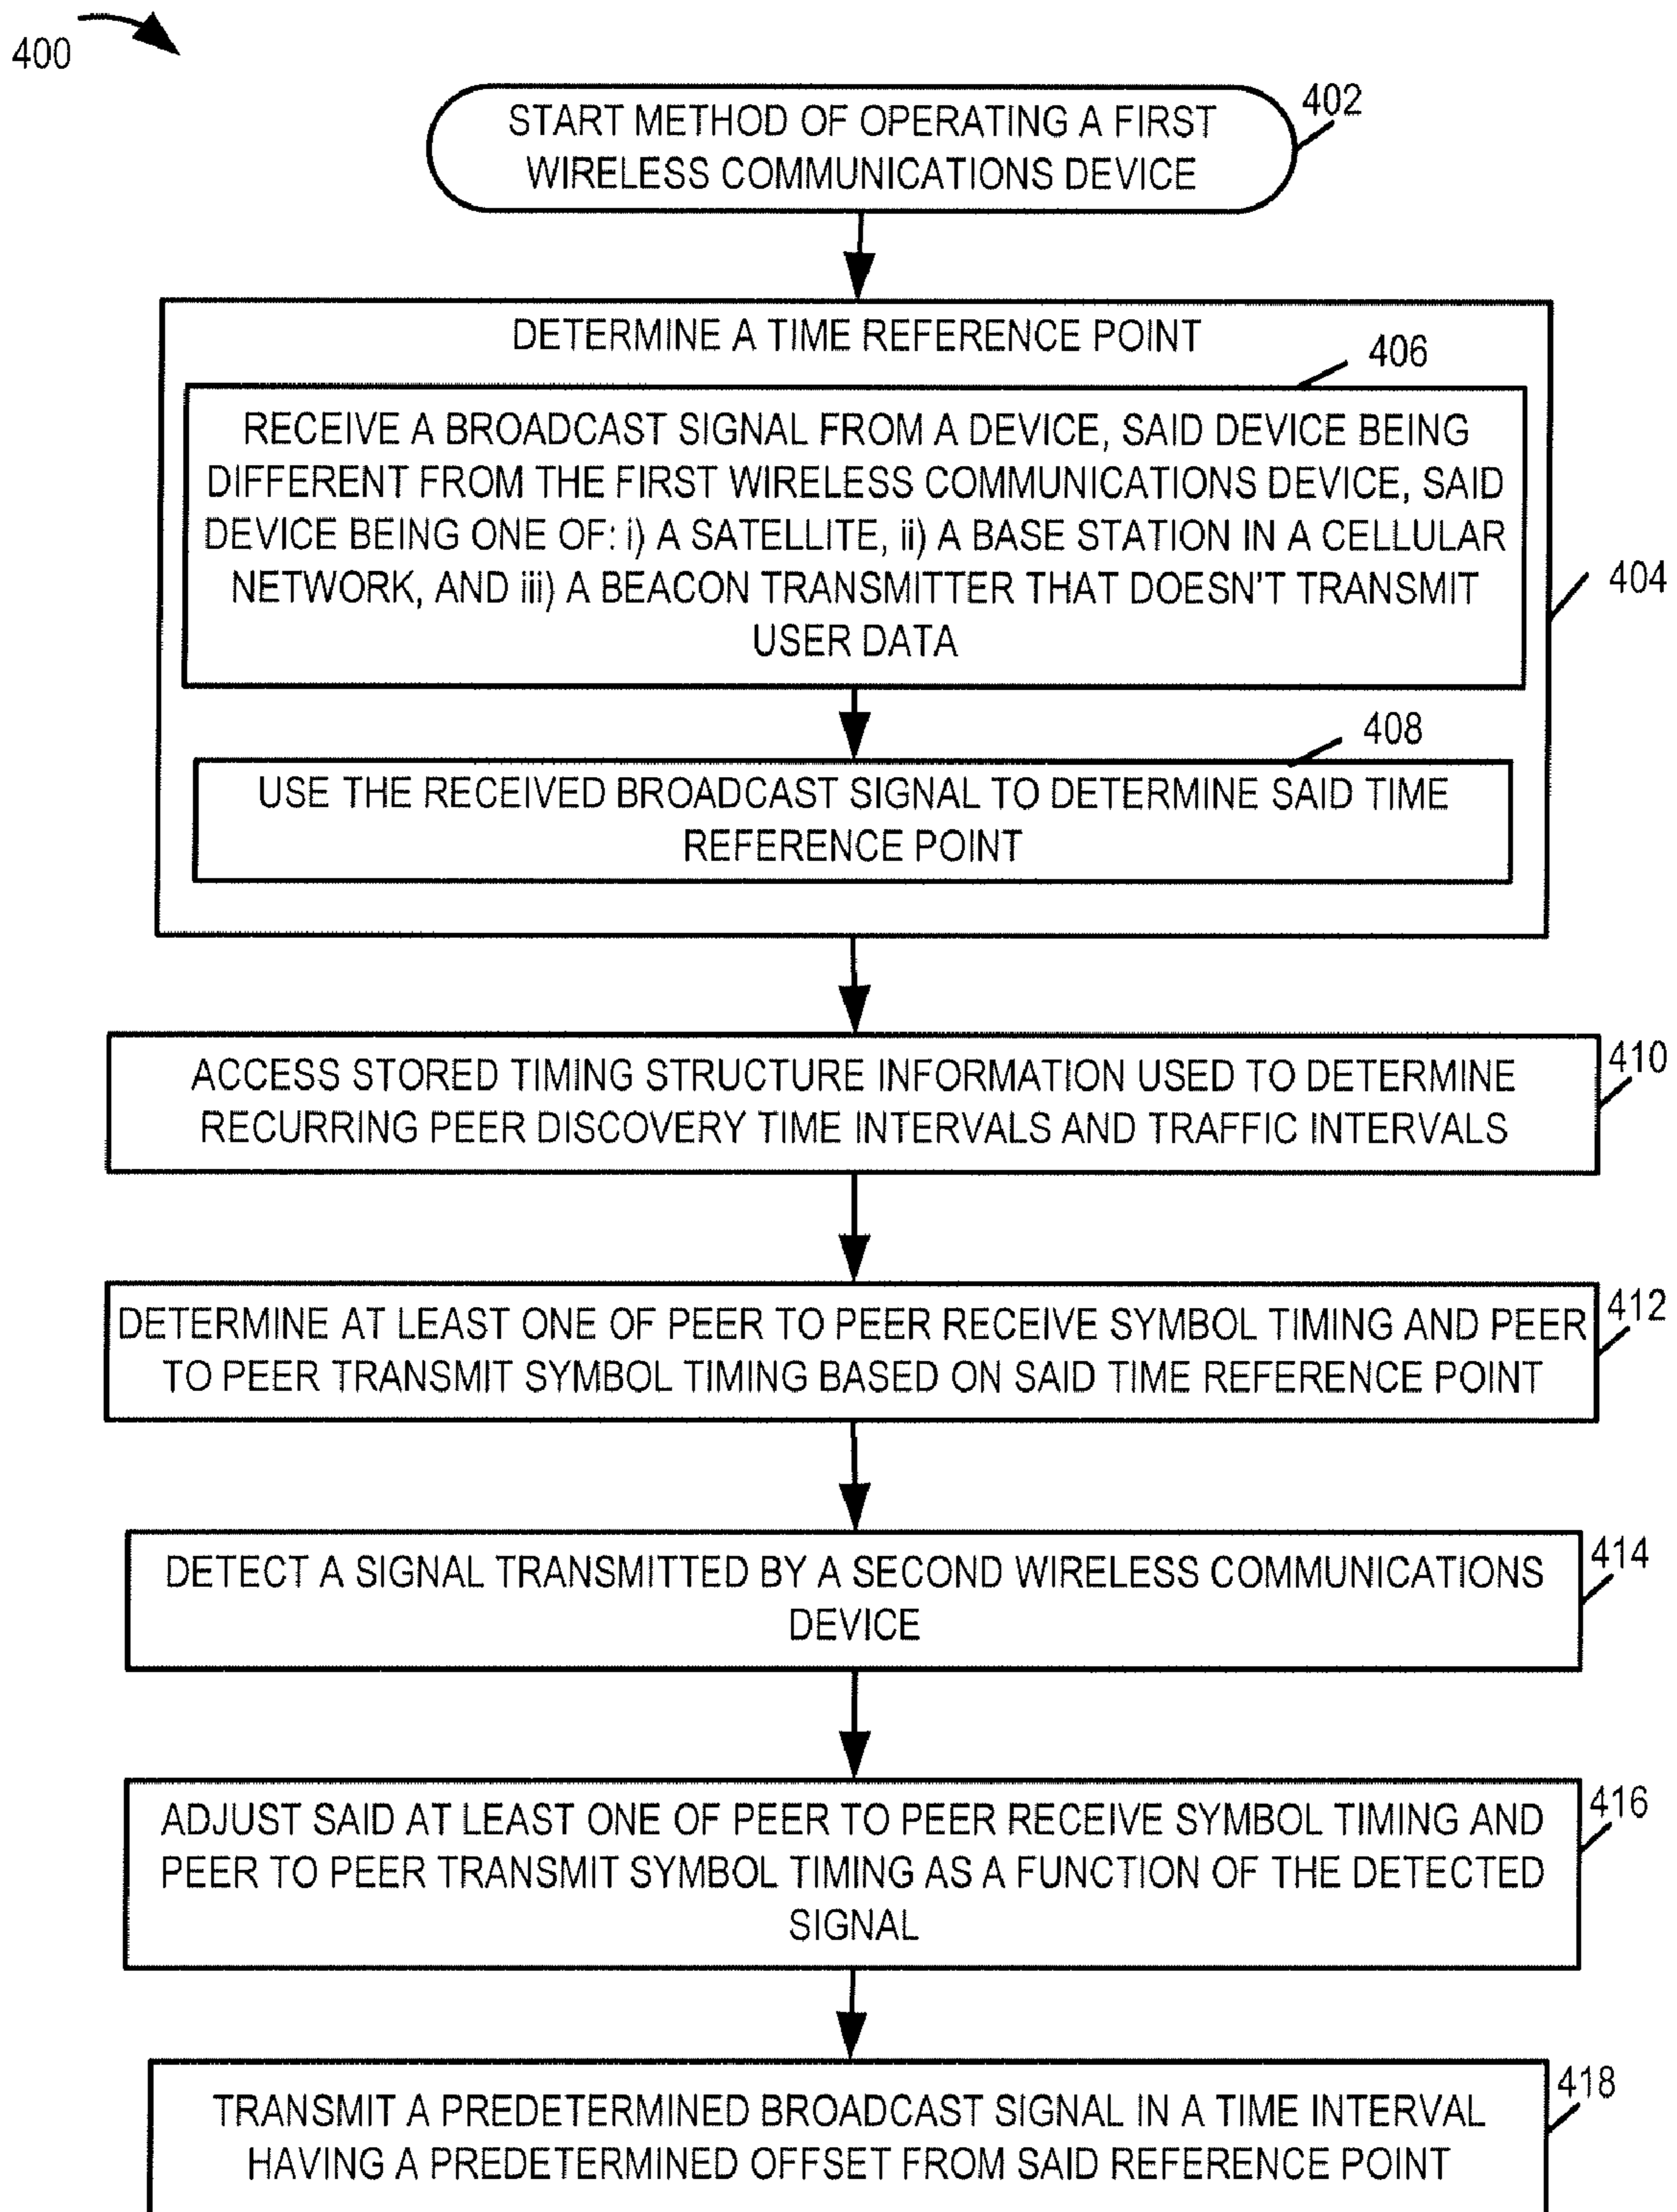 400
402
START METHOD OF OPERATING A FIRST
WIRELESS COMMUNICATIONS DEVICE
DETERMINE A TIME REFERENCE POINT
406
RECEIVE A BROADCAST SIGNAL FROM A DEVICE, SAID DEVICE BEING
DIFFERENT FROM THE FIRST WIRELESS COMMUNICATIONS DEVICE, SAID
DEVICE BEING ONE OF: i) A SATELLITE, ii) A BASE STATION IN A CELLULAR
NETWORK, AND iii) A BEACON TRANSMITTER THAT DOESN'T TRANSMIT
USER DATA
404
408
USE THE RECEIVED BROADCAST SIGNAL TO DETERMINE SAID TIME
REFERENCE POINT
410
ACCESS STORED TIMING STRUCTURE INFORMATION USED TO DETERMINE
RECURRING PEER DISCOVERY TIME INTERVALS AND TRAFFIC INTERVALS
412
DETERMINE AT LEAST ONE OF PEER TO PEER RECEIVE SYMBOL TIMING AND PEER
TO PEER TRANSMIT SYMBOL TIMING BASED ON SAID TIME REFERENCE POINT
414
DETECT A SIGNAL TRANSMITTED BY A SECOND WIRELESS COMMUNICATIONS
DEVICE
416
ADJUST SAID AT LEAST ONE OF PEER TO PEER RECEIVE SYMBOL TIMING AND
PEER TO PEER TRANSMIT SYMBOL TIMING AS A FUNCTION OF THE DETECTED
SIGNAL
418
TRANSMIT A PREDETERMINED BROADCAST SIGNAL IN A TIME INTERVAL
HAVING A PREDETERMINED OFFSET FROM SAID REFERENCE POINT